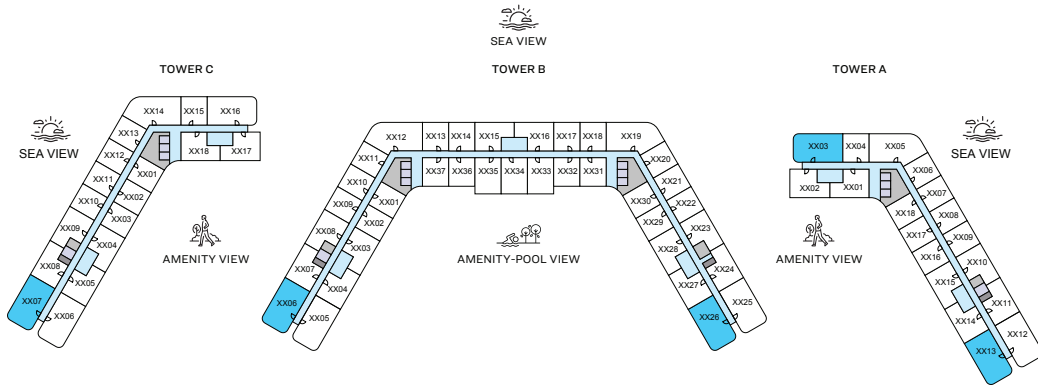 SEA VIEW
TOWER C
TOWER B
TOWER A
SEA VIEW
XX14
XX15
XX16
XX13
XX12
XX11
XX10
XX09
XX08
XX07
XX18
XX17
XX01
XX02
XX03
XX04
XX05
XX06
AMENITY VIEW
XX12
XX13
XX14
XX15
XX16
XX17
XX18
XX19
XX11
XX10
XX09
XX08
XX07
XX06
XX37
XX36
XX35
XX34
XX33
XX32
XX31
XX01
XX02
XX03
XX04
XX05
XX20
XX21
XX22
XX23
XX24
XX25
XX30
XX29
XX28
XX27
XX26
AMENITY-POOL VIEW
XX03
XX04
XX05
XX02
XX01
XX06
XX07
XX08
XX09
XX10
XX11
XX12
XX18
XX17
XX16
XX15
XX14
XX13
SEA VIEW
AMENITY VIEW